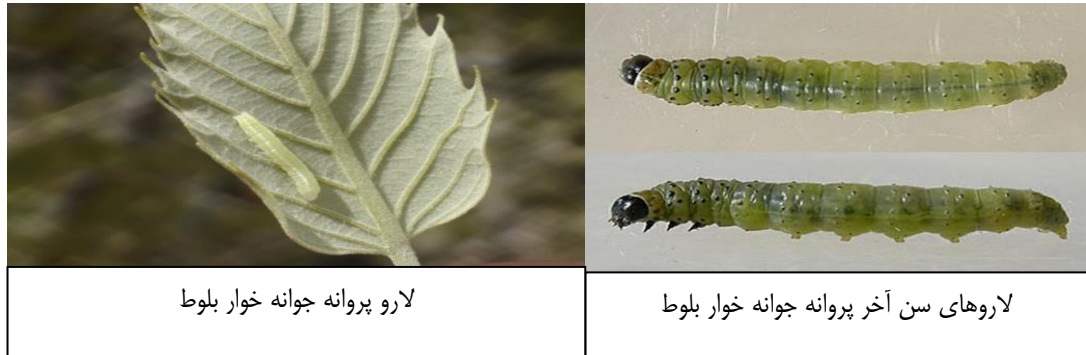 لاروهای سن آخر پروانه جوانه خوار بلوط
لارو پروانه جوانه خوار بلوط